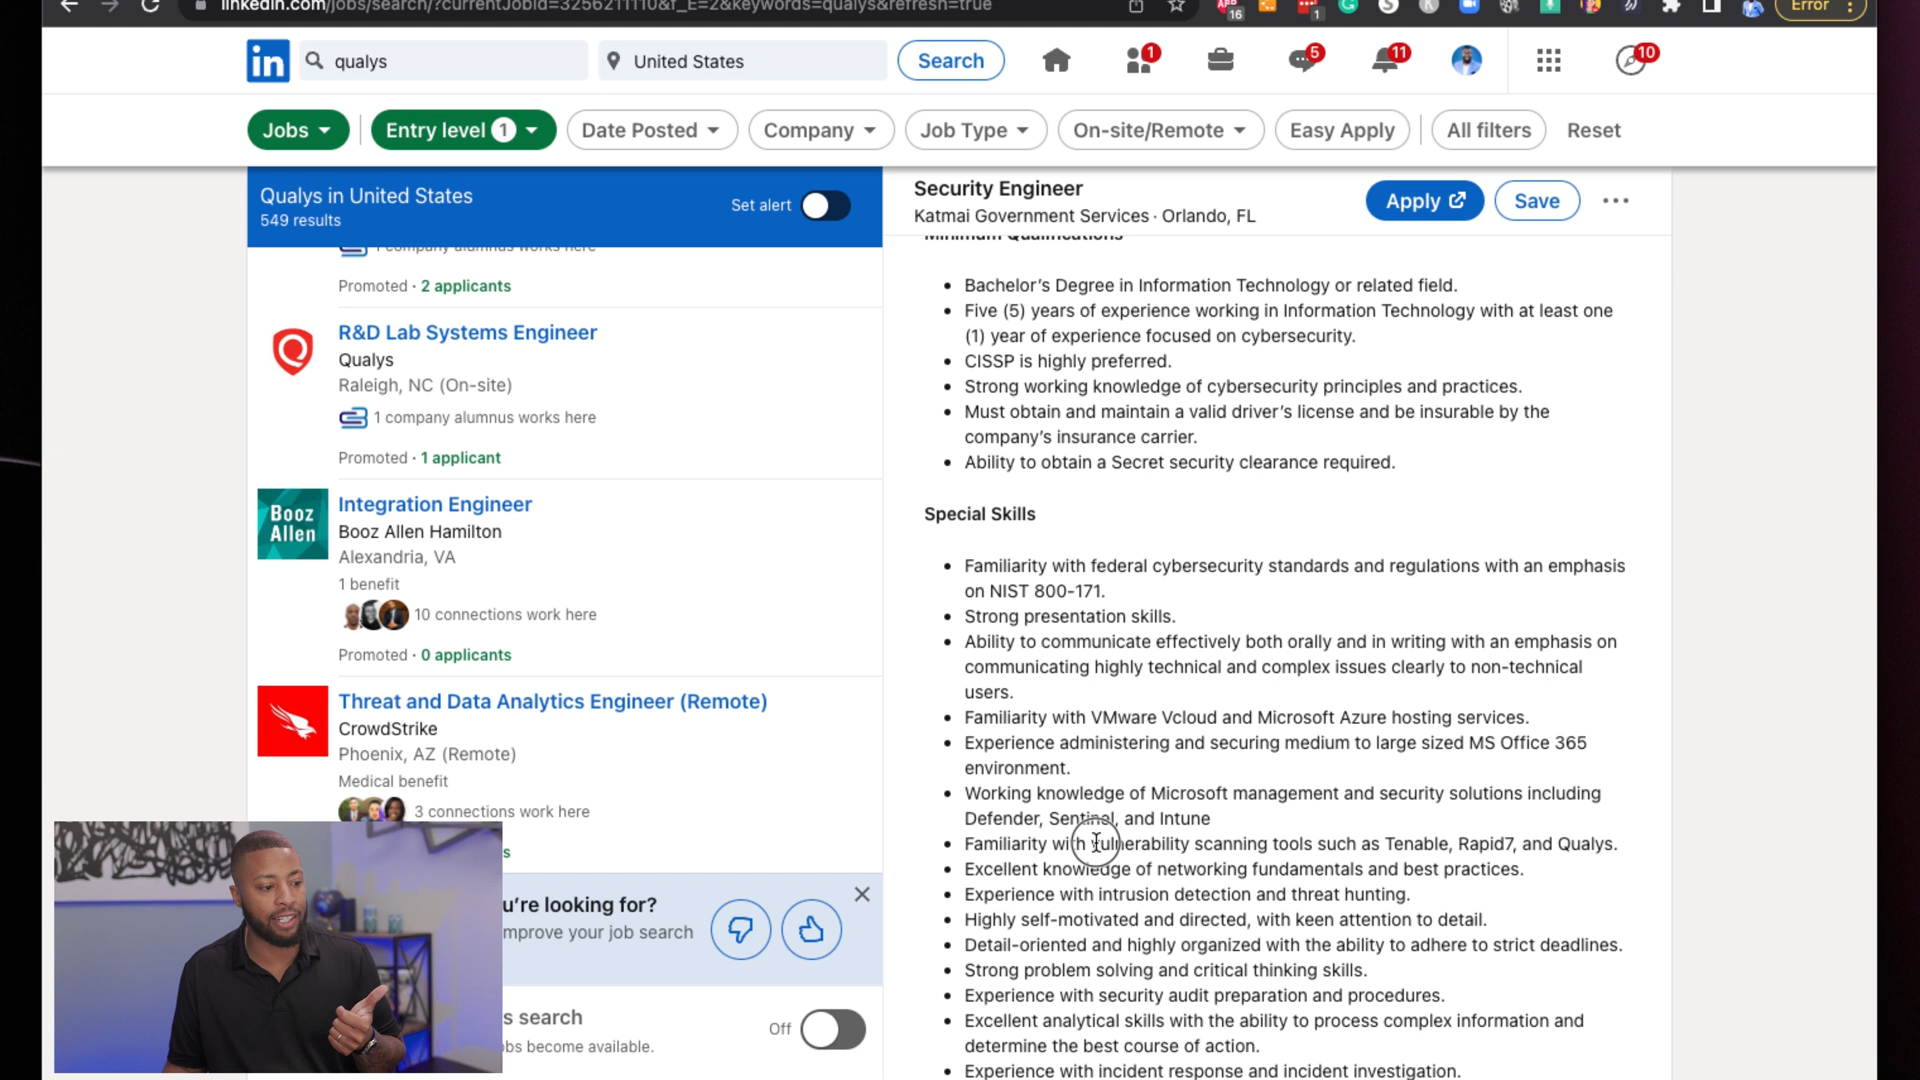 linkedin.com/jobs/search/?currentJobId=3256211110&f_E=2&keywords=qualys&refresh=true
16
1
Error
in
qualys
United States
Search
1
5
11
10
Jobs
Entry level 1
Date Posted
Company
Job Type
On-site/Remote
Easy Apply
All filters
Reset
Qualys in United States
549 results
Set alert
1 company alumnus works here
Promoted · 2 applicants
R&D Lab Systems Engineer
Qualys
Raleigh, NC (On-site)
1 company alumnus works here
Promoted · 1 applicant
Booz
Allen
Integration Engineer
Booz Allen Hamilton
Alexandria, VA
1 benefit
10 connections work here
Promoted · 0 applicants
Threat and Data Analytics Engineer (Remote)
CrowdStrike
Phoenix, AZ (Remote)
Medical benefit
3 connections work here
u're looking for?
mprove your job search
s search
bs become available.
Off
Security Engineer
Katmai Government Services · Orlando, FL
Apply
Save
Minimum Qualifications
Bachelor's Degree in Information Technology or related field.
Five (5) years of experience working in Information Technology with at least one
(1) year of experience focused on cybersecurity.
CISSP is highly preferred.
Strong working knowledge of cybersecurity principles and practices.
Must obtain and maintain a valid driver's license and be insurable by the
company's insurance carrier.
Ability to obtain a Secret security clearance required.
Special Skills
Familiarity with federal cybersecurity standards and regulations with an emphasis
on NIST 800-171.
Strong presentation skills.
Ability to communicate effectively both orally and in writing with an emphasis on
communicating highly technical and complex issues clearly to non-technical
users.
Familiarity with VMware Vcloud and Microsoft Azure hosting services.
Experience administering and securing medium to large sized MS Office 365
environment.
Working knowledge of Microsoft management and security solutions including
Defender, Sentinel, and Intune
Familiarity with vulnerability scanning tools such as Tenable, Rapid7, and Qualys.
Excellent knowledge of networking fundamentals and best practices.
Experience with intrusion detection and threat hunting.
Highly self-motivated and directed, with keen attention to detail.
Detail-oriented and highly organized with the ability to adhere to strict deadlines.
Strong problem solving and critical thinking skills.
Experience with security audit preparation and procedures.
Excellent analytical skills with the ability to process complex information and
determine the best course of action.
Experience with incident response and incident investigation.